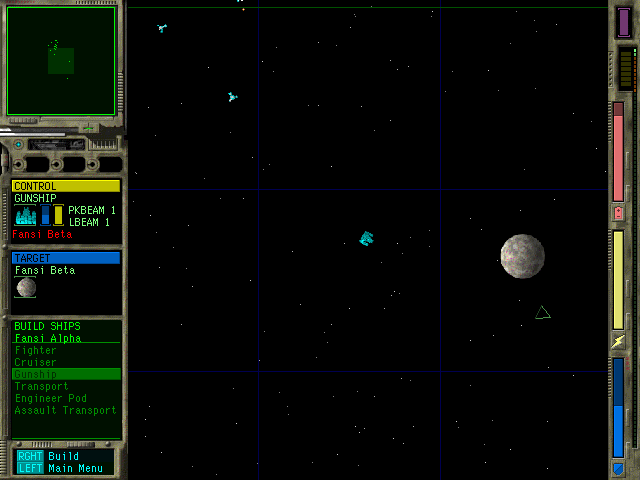 CONTROL
GUNSHIP
PKBEAM 1
LBEAM 1
Fansi Beta
TARGET
Fansi Beta
BUILD SHIPS
Fansi Alpha
Fighter
Cruiser
Gunship
Transport
Engineer Pod
Assault Transport
RGHT Build
LEFT Main Menu